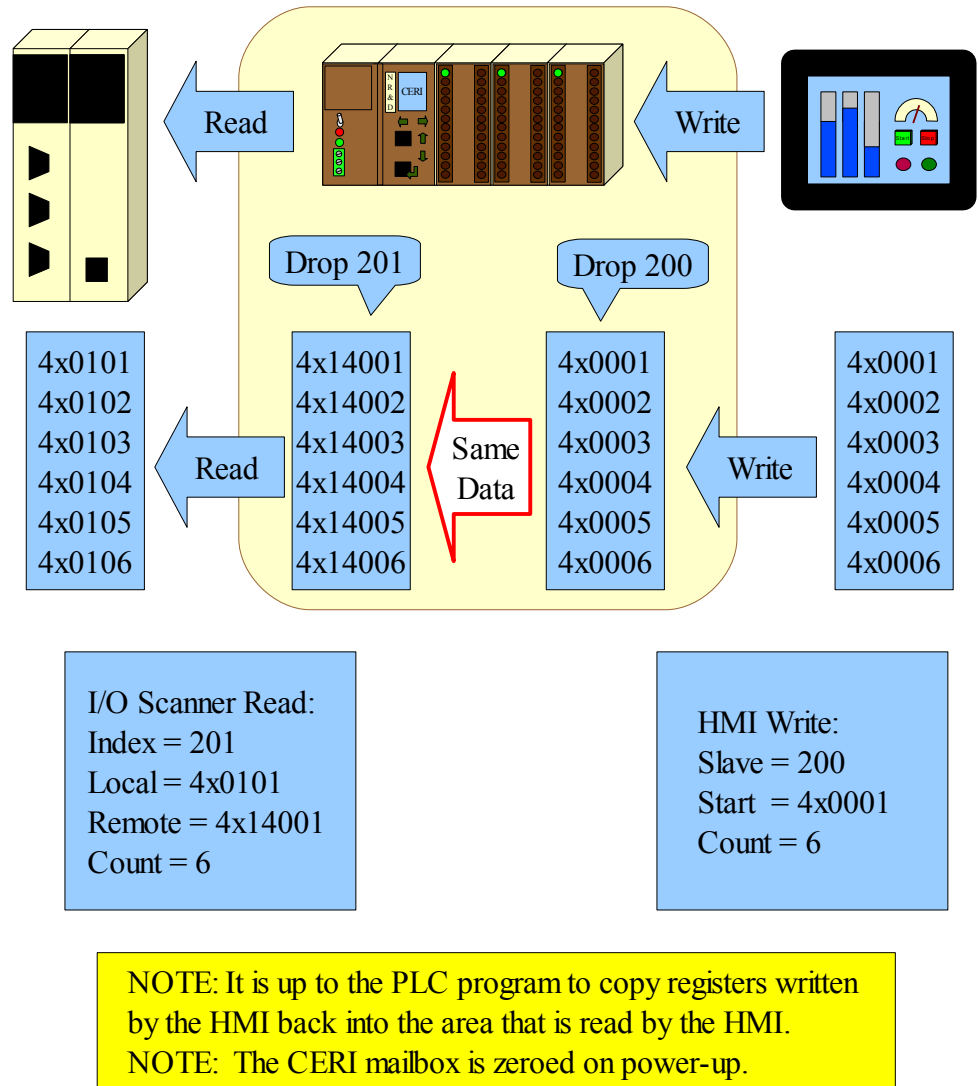 NR&D
CERI
Read
Write
Start
Drop 201
Drop 200
4x0101
4x0102
4x0103
4x0104
4x0105
4x0106
Read
4x14001
4x14002
4x14003
4x14004
4x14005
4x14006
Same
Data
4x0001
4x0002
4x0003
4x0004
4x0005
4x0006
Write
4x0001
4x0002
4x0003
4x0004
4x0005
4x0006
I/O Scanner Read:
Index = 201
Local = 4x0101
Remote = 4x14001
Count = 6
HMI Write:
Slave = 200
Start = 4x0001
Count = 6
NOTE: It is up to the PLC program to copy registers written
by the HMI back into the area that is read by the HMI.
NOTE: The CERI mailbox is zeroed on power-up.